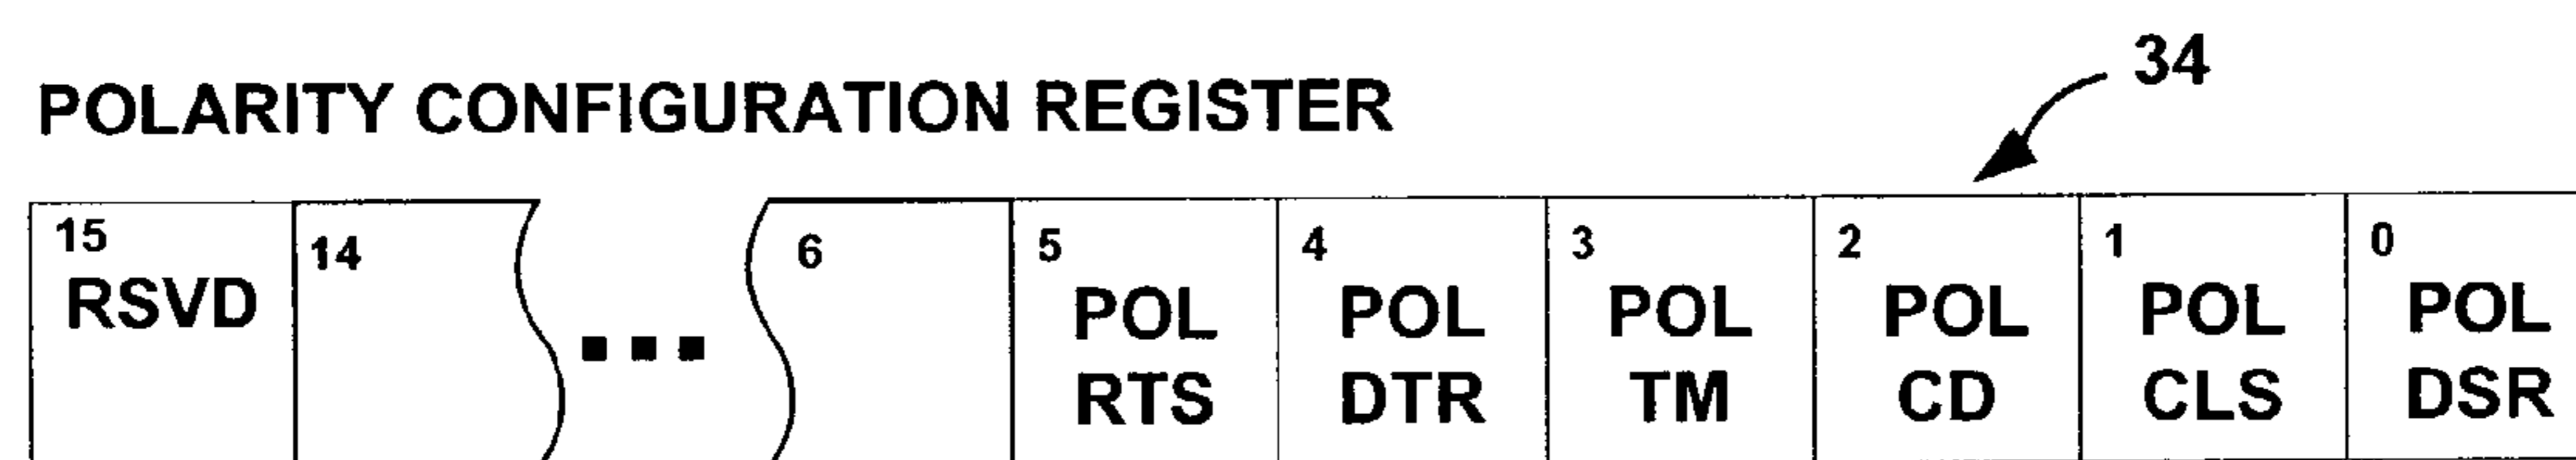 34
POLARITY CONFIGURATION REGISTER
15 14 6 5 4 3 2 1 0
RSVD POL POL POL POL POL POL
RTS DTR TM CD CLS DSR